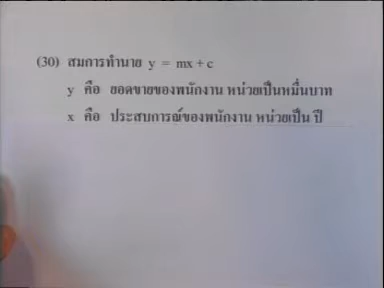 (30) สมการทำนาย y = mx + c
y คือ ยอดขายของพนักงาน หน่วยเป็นหมื่นบาท
x คือ ประสบการณ์ของพนักงาน หน่วยเป็น ปี